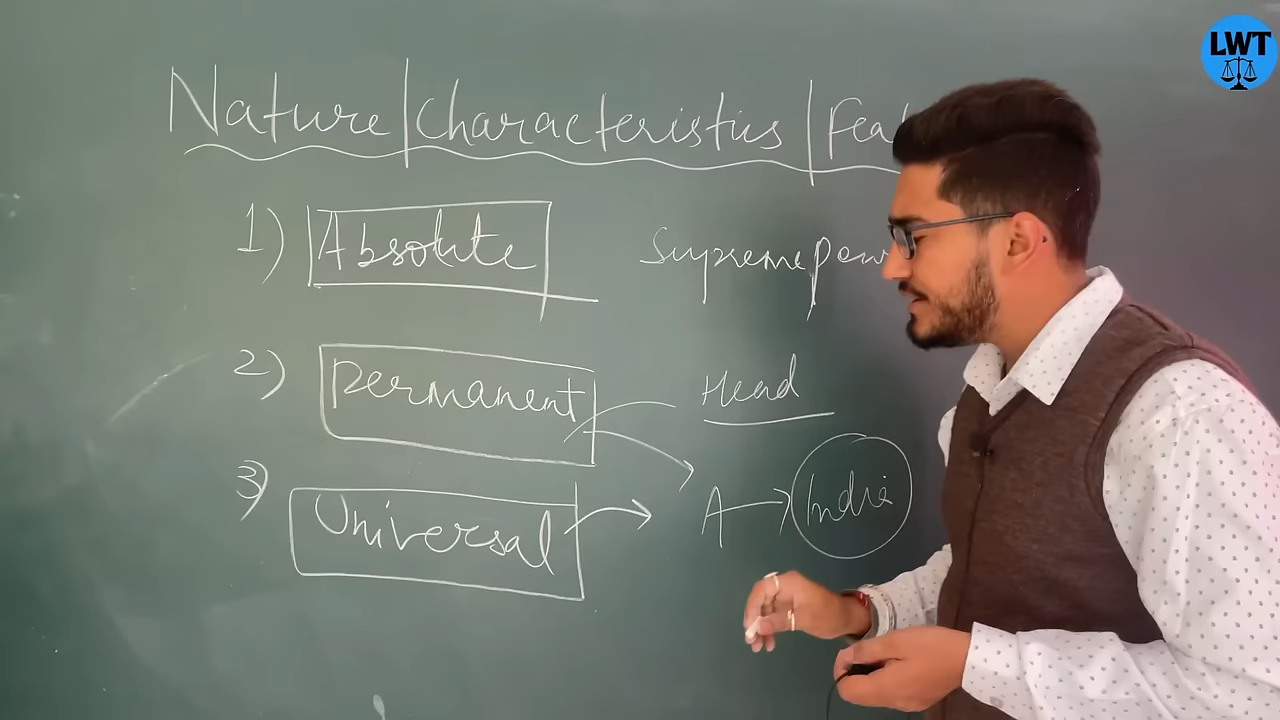 LWT
Nature|Characteristics|Fea
1) Absolute Supreme pow
2) Permanent Head
3) Universal A → India